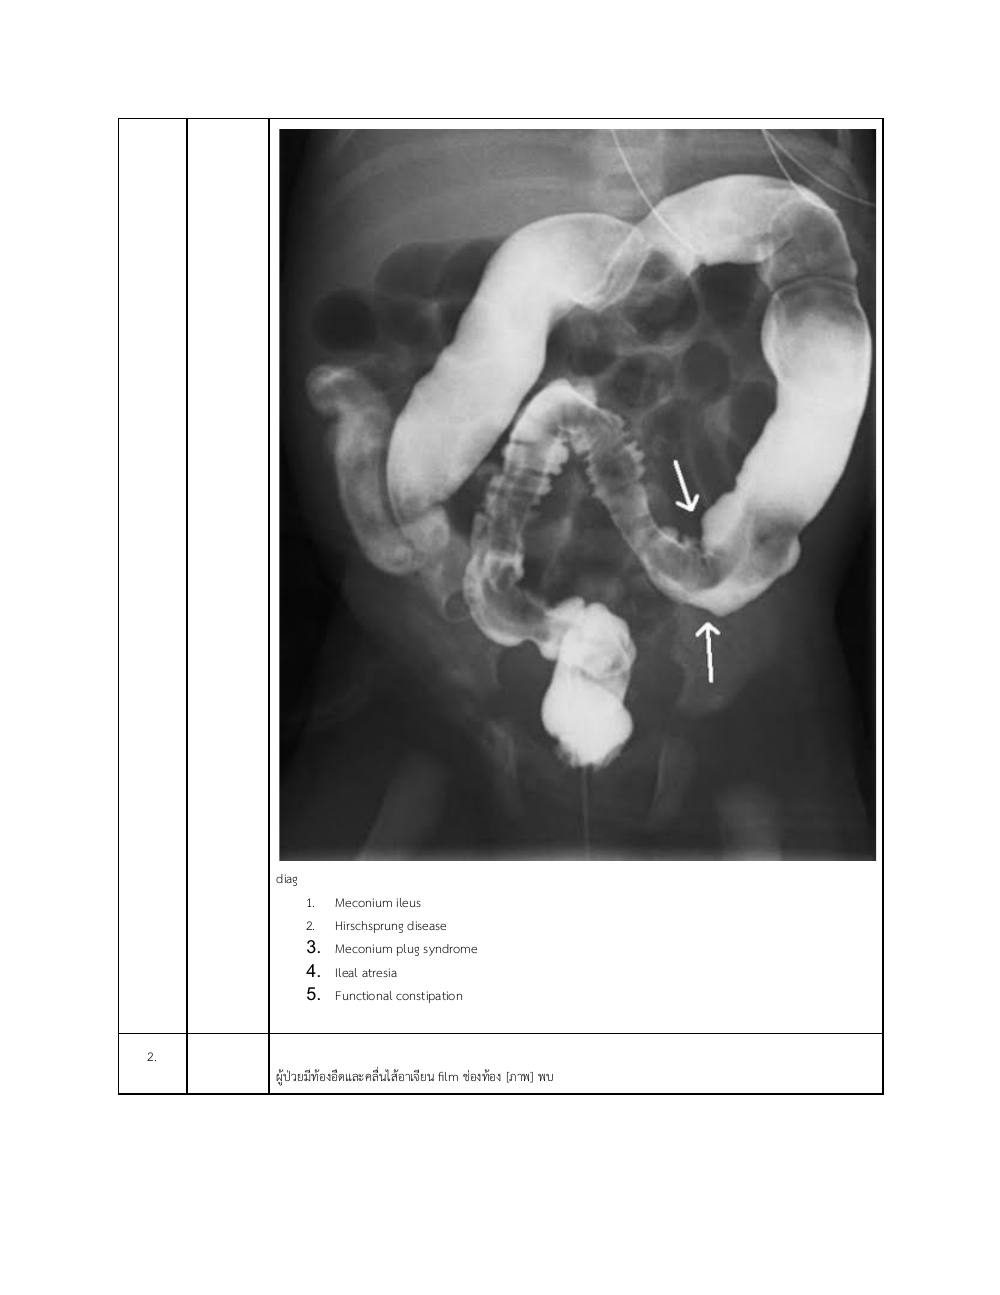 diag
1. Meconium ileus
2. Hirschsprung disease
3. Meconium plug syndrome
4. Ileal atresia
5. Functional constipation
2.
ผู้ป่วยมีท้องอืดและคลื่นไส้อาเจียน film ช่องท้อง [ภาพ] พบ